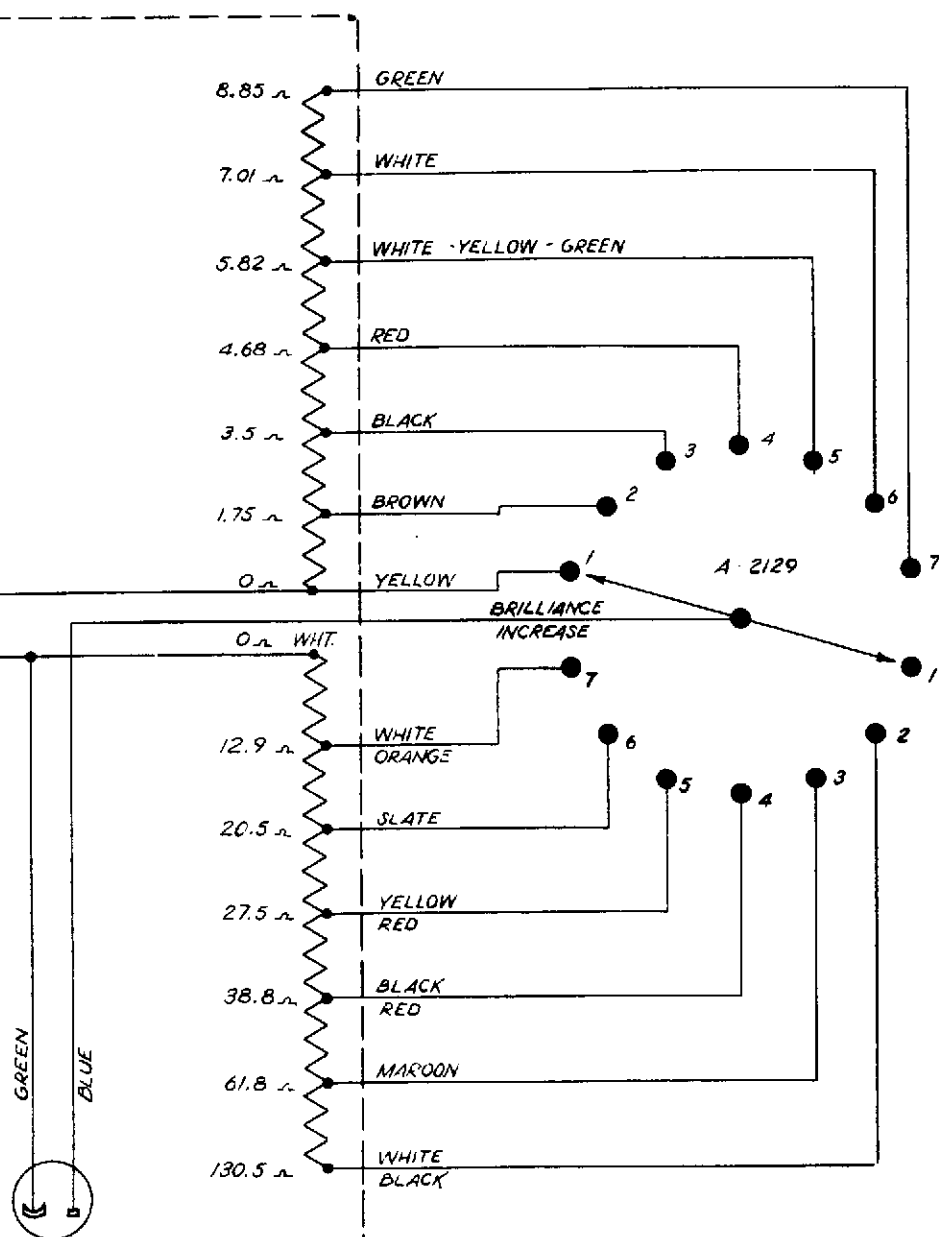 8.85 Ω GREEN
7.01 Ω WHITE
5.82 Ω WHITE - YELLOW - GREEN
4.68 Ω RED
3.5 Ω BLACK
3 4 5
1.75 Ω BROWN 2 6
0 Ω YELLOW 1 A-2129 7
BRILLIANCE
INCREASE
0 Ω WHT.
7 1
12.9 Ω WHITE
ORANGE
6 2
5 4 3
20.5 Ω SLATE
27.5 Ω YELLOW
RED
38.8 Ω BLACK
RED
61.8 Ω MAROON
130.5 Ω WHITE
BLACK
GREEN
BLUE